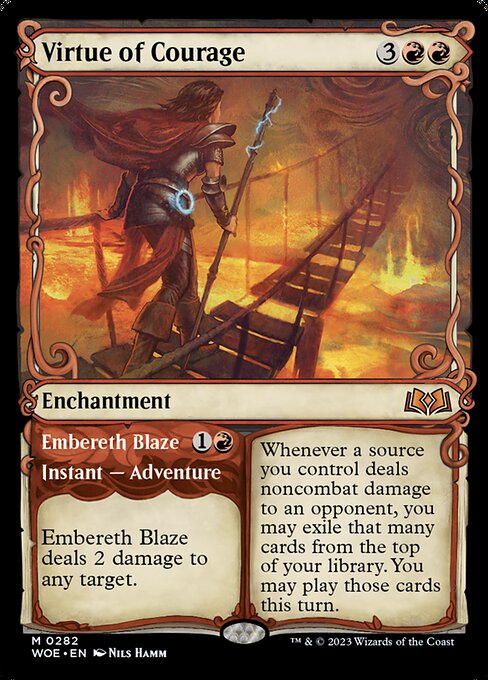 Virtue of Courage 3
Enchantment
Embereth Blaze 1
Instant — Adventure
Embereth Blaze
deals 2 damage to
any target.
Whenever a source
you control deals
noncombat damage
to an opponent, you
may exile that many
cards from the top
of your library. You
may play those cards
this turn.
M 0282
WOE • EN Nils Hamm
™ & © 2023 Wizards of the Coast